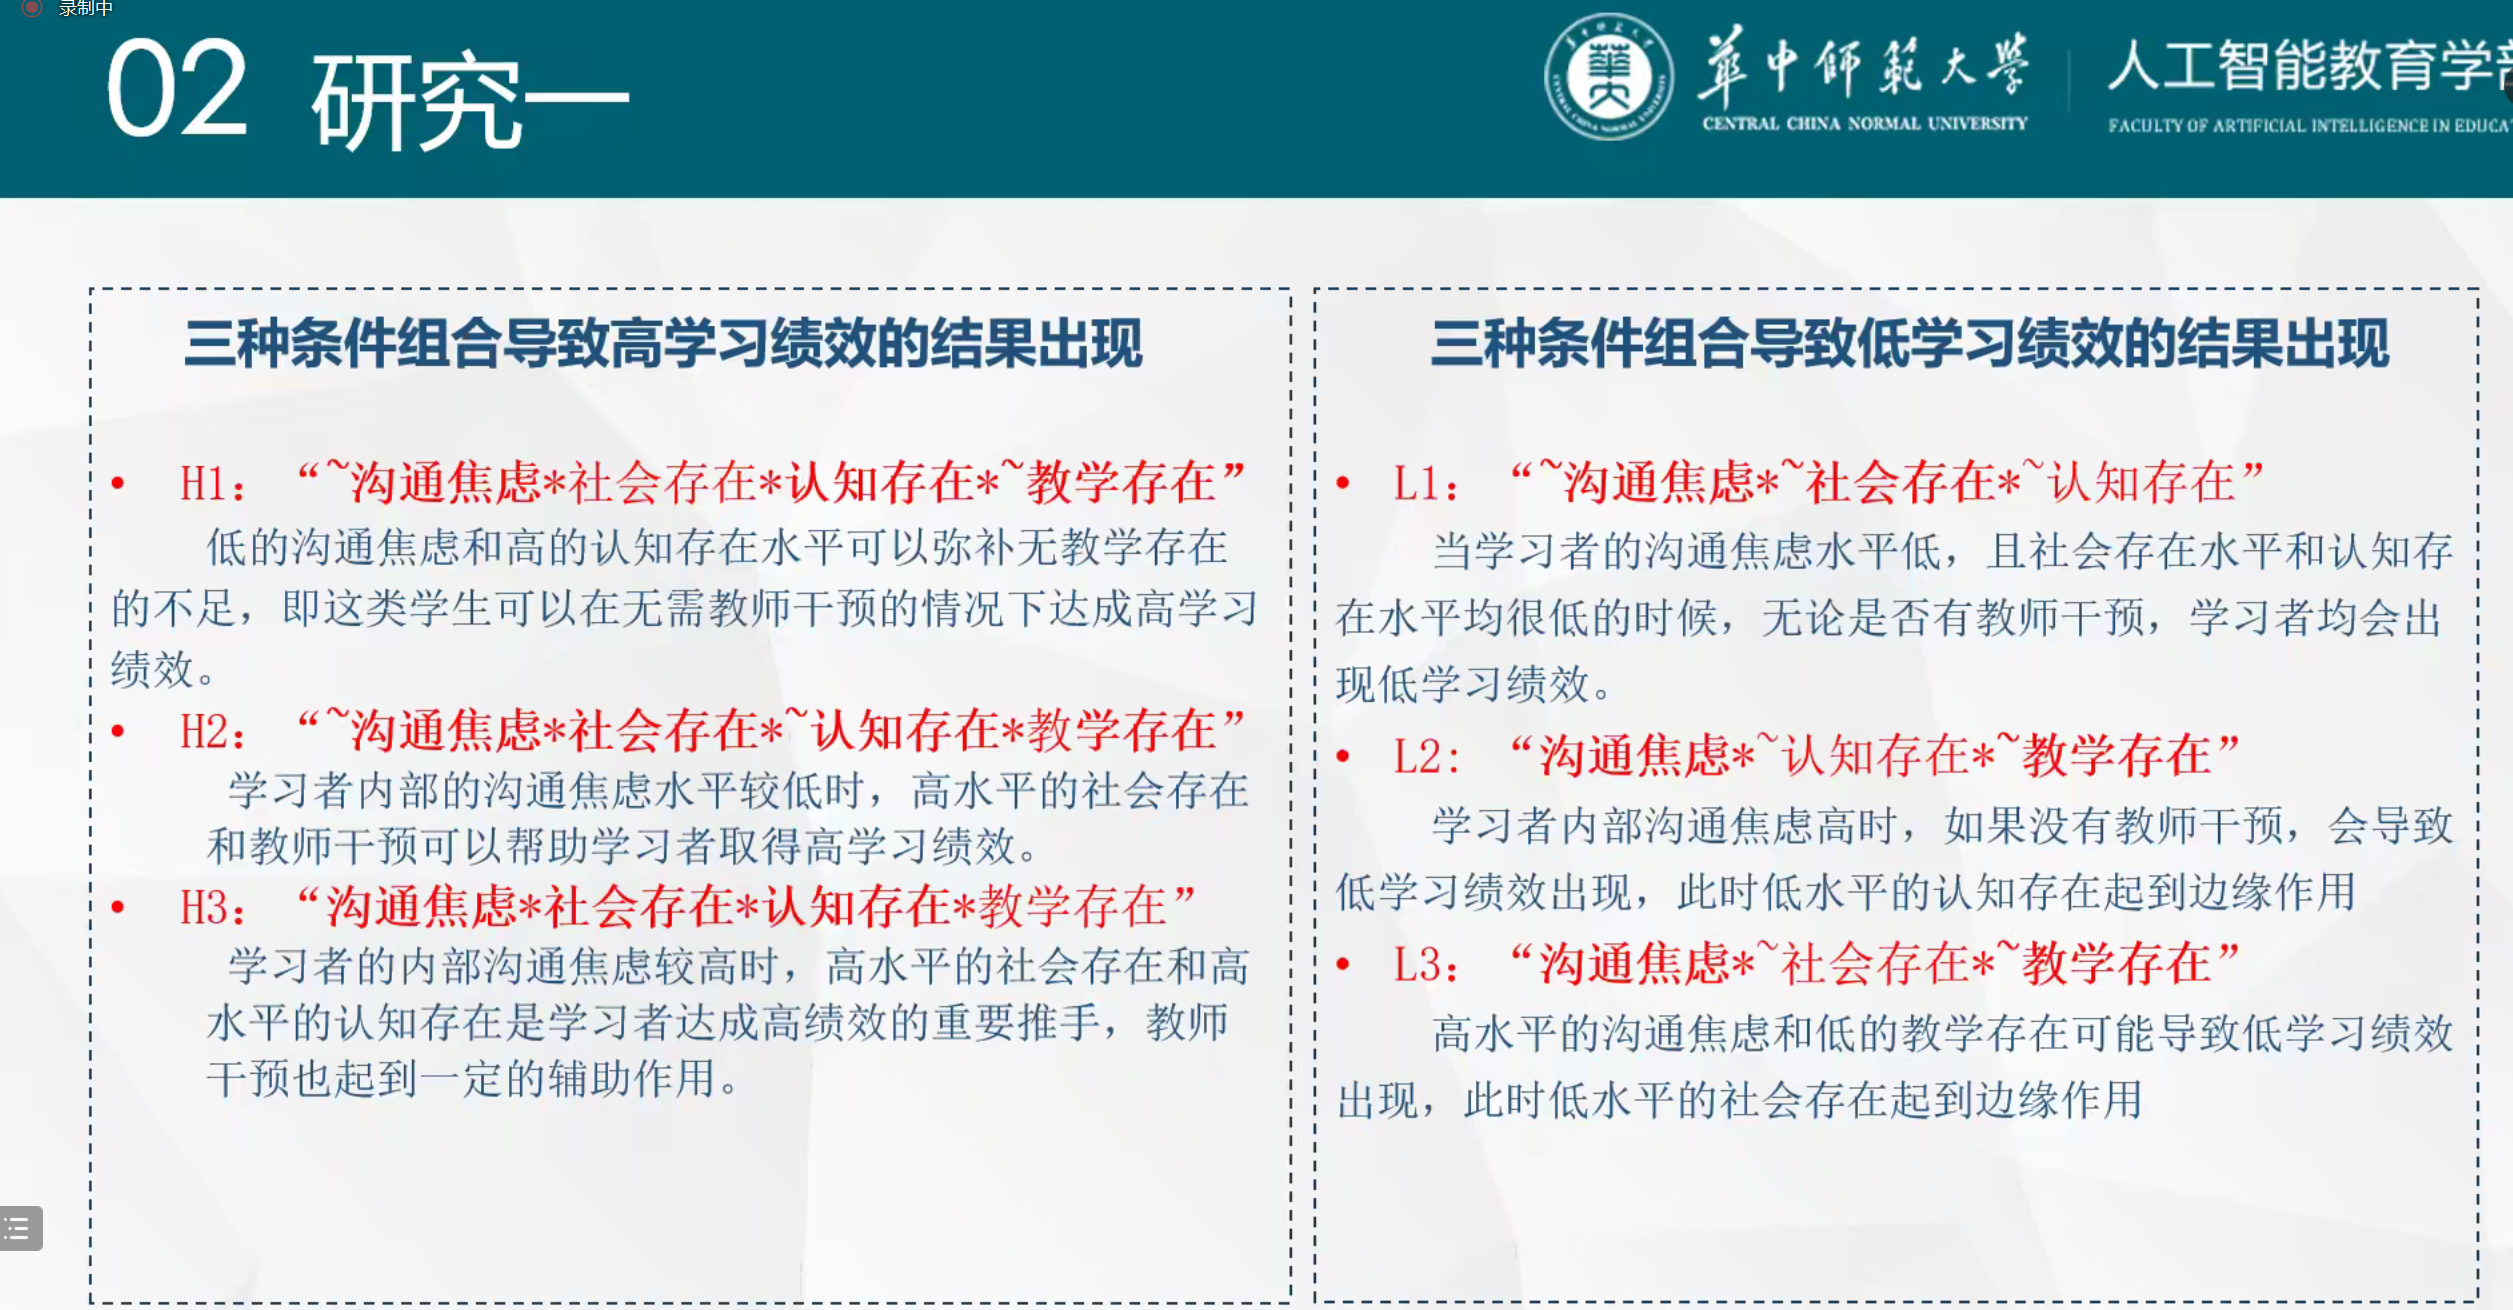 录制中
02 研究一
華中師範大學
CENTRAL CHINA NORMAL UNIVERSITY
人工智能教育学
FACULTY OF ARTIFICIAL INTELLIGENCE IN
三种条件组合导致高学习绩效的结果出现
• H1：“~沟通焦虑*社会存在*认知存在*~教学存在”
低的沟通焦虑和高的认知存在水平可以弥补无教学存在
的不足，即这类学生可以在无需教师干预的情况下达成高学习
绩效。
• H2：“~沟通焦虑*社会存在*~认知存在*教学存在”
学习者内部的沟通焦虑水平较低时，高水平的社会存在
和教师干预可以帮助学习者取得高学习绩效。
• H3：“沟通焦虑*社会存在*认知存在*教学存在”
学习者的内部沟通焦虑较高时，高水平的社会存在和高
水平的认知存在是学习者达成高绩效的重要推手，教师
干预也起到一定的辅助作用。
三种条件组合导致低学习绩效的结果出现
• L1：“~沟通焦虑*~社会存在*~认知存在”
当学习者的沟通焦虑水平低，且社会存在水平和认知存
在水平均很低的时候，无论是否有教师干预，学习者均会出
现低学习绩效。
• L2:“沟通焦虑*~认知存在*~教学存在”
学习者内部沟通焦虑高时，如果没有教师干预，会导致
低学习绩效出现，此时低水平的认知存在起到边缘作用
• L3：“沟通焦虑*~社会存在*~教学存在”
高水平的沟通焦虑和低的教学存在可能导致低学习绩效
出现，此时低水平的社会存在起到边缘作用